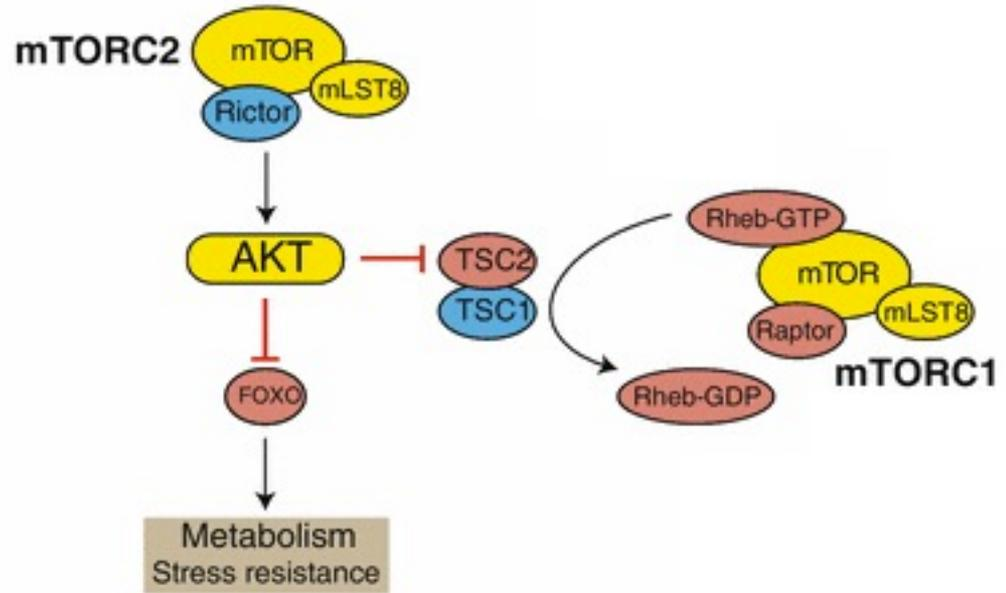 mTORC2
mTOR
mLST8
Rictor
AKT
TSC2
TSC1
FOXO
Metabolism
Stress resistance
Rheb-GTP
mTOR
mLST8
Raptor
mTORC1
Rheb-GDP